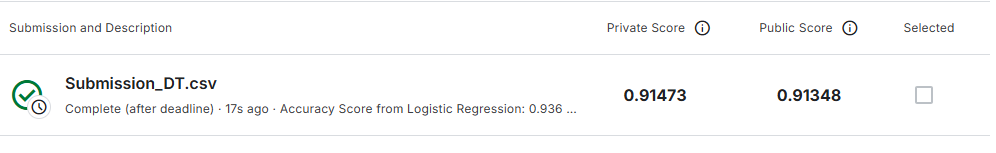 Submission and Description Private Score Public Score Selected
Submission_DT.csv
Complete (after deadline) · 17s ago · Accuracy Score from Logistic Regression: 0.936 ...
0.91473 0.91348